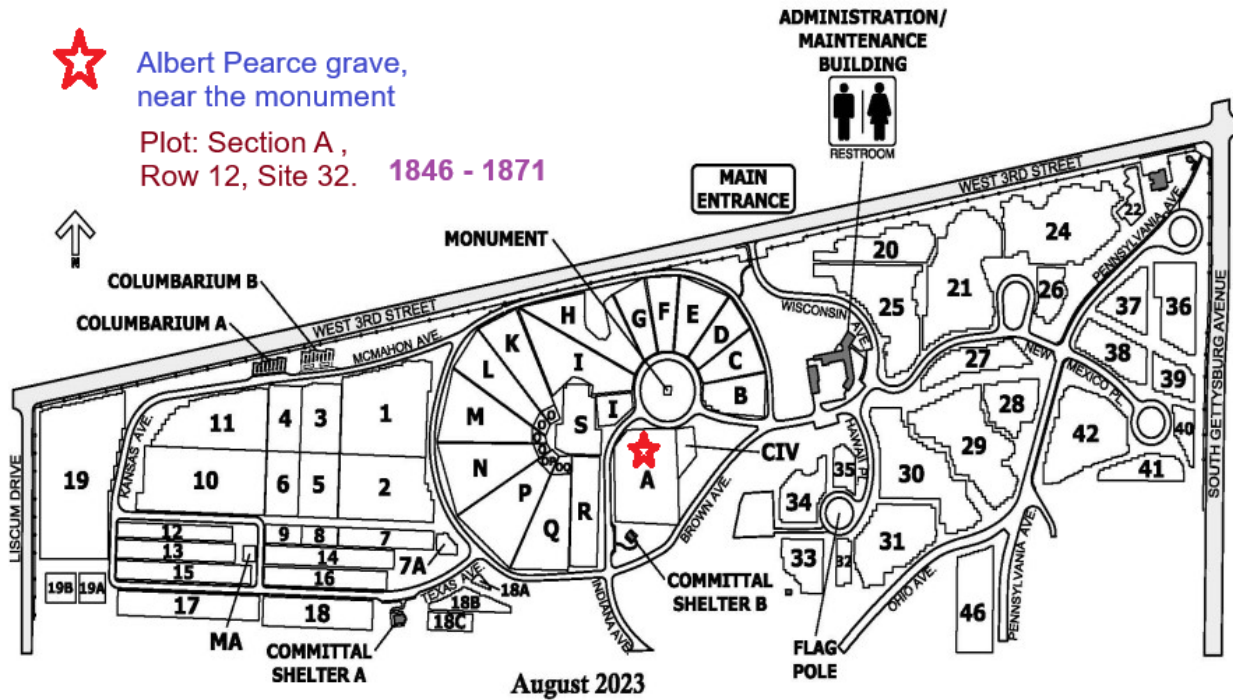 ADMINISTRATION/
MAINTENANCE
BUILDING
RESTROOM
Albert Pearce grave,
near the monument
Plot: Section A ,
Row 12, Site 32.
1846 - 1871
N
MAIN
ENTRANCE
WEST 3RD STREET
MONUMENT
COLUMBARIUM B
COLUMBARIUM A
WEST 3RD STREET
MCMAHON AVE.
KANSAS AVE.
LISCUM DRIVE
WISCONSIN AVE
PENNSYLVANIA AVE.
SOUTH GETTYSBURG AVENUE
NEW MEXICO PL.
HAWAII PL.
BROWN AVE.
CIV
22
24
20
21
25
26
37
36
27
38
39
28
29
42
40
41
30
35
34
33
32
31
46
H
G
F
E
D
C
B
K
I
L
M
S
I
N
P
Q
R
A
O
O
O
O
O
P
O
O
11
4
3
1
19
10
6
5
2
12
9
8
7
13
14
7A
15
16
19B
19A
17
18
18A
18B
18C
MA
TEXAS AVE.
INDIANA AVE.
COMMITTAL
SHELTER A
COMMITTAL
SHELTER B
FLAG
POLE
OHIO AVE.
PENNSYLVANIA AVE.
August 2023